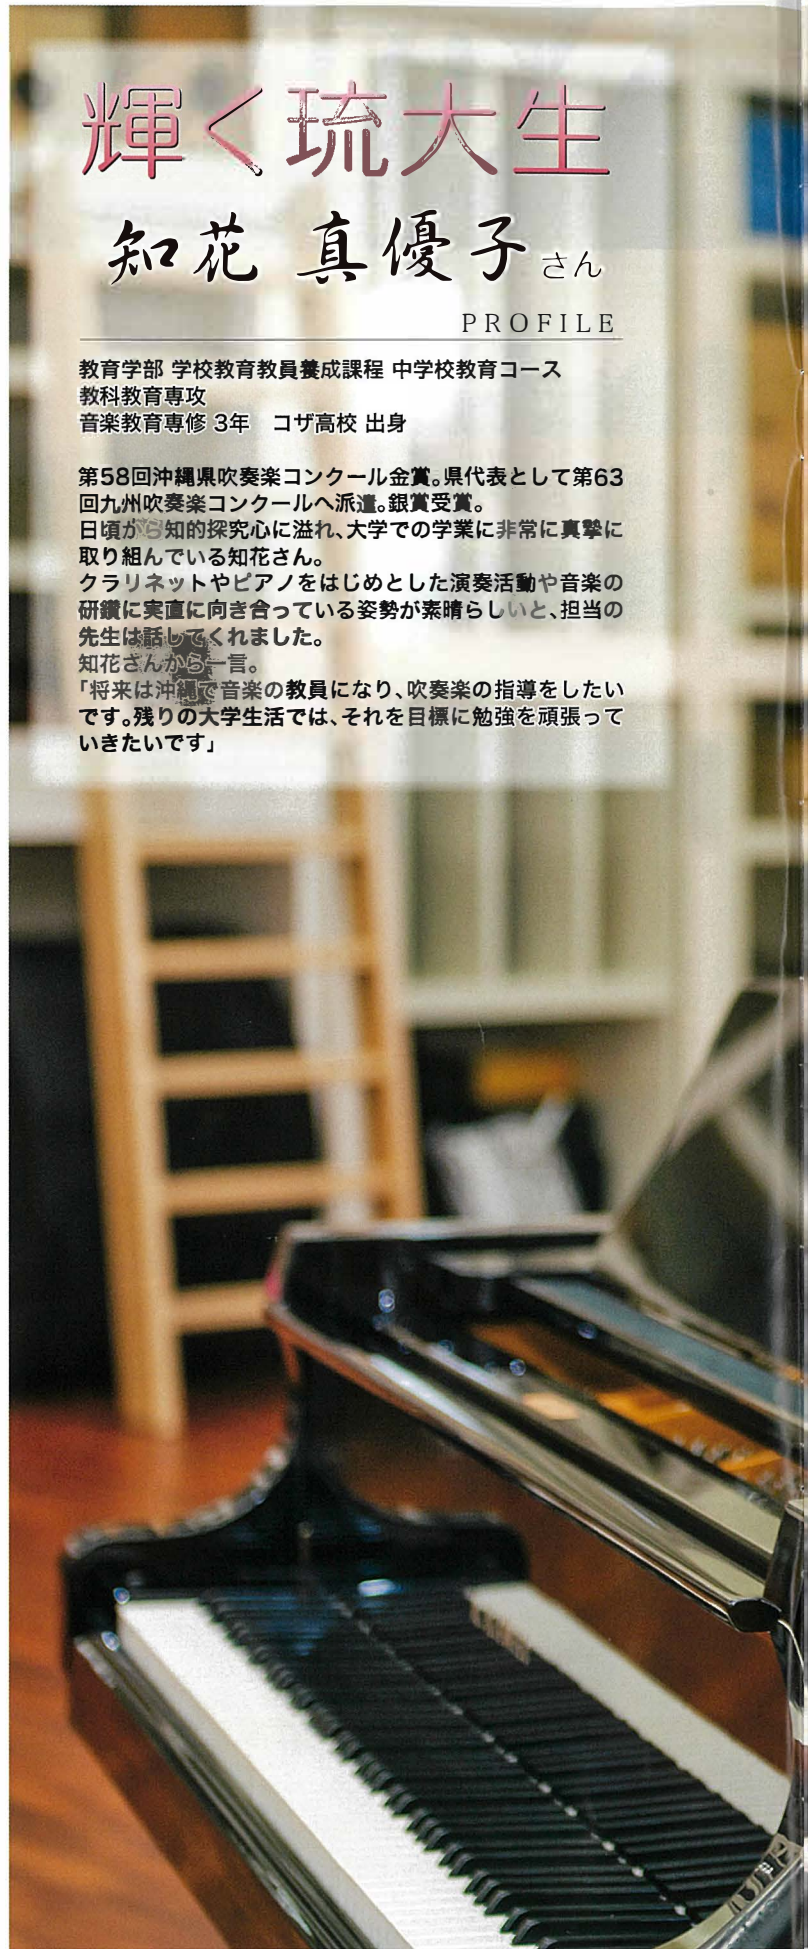 輝く琉大生
知花 真優子さん
PROFILE
教育学部 学校教育教員養成課程 中学校教育コース
教科教育専攻
音楽教育専修 3年　コザ高校 出身
第58回沖縄県吹奏楽コンクール金賞。県代表として第63
回九州吹奏楽コンクールへ派遣。銀賞受賞。
日頃から知的探究心に溢れ、大学での学業に非常に真摯に
取り組んでいる知花さん。
クラリネットやピアノをはじめとした演奏活動や音楽の
研鑽に実直に向き合っている姿勢が素晴らしいと、担当の
先生は話してくれました。
知花さんから一言。
「将来は沖縄で音楽の教員になり、吹奏楽の指導をしたい
です。残りの大学生活では、それを目標に勉強を頑張って
いきたいです」